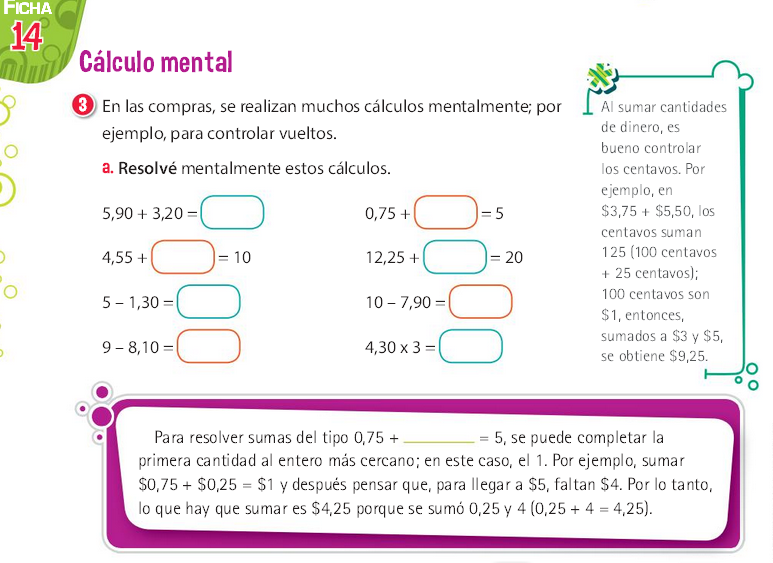 FICHA
14
Cálculo mental
3 En las compras, se realizan muchos cálculos mentalmente; por
ejemplo, para controlar vueltos.
a. Resolvé mentalmente estos cálculos.
5,90 + 3,20 =
0,75 + = 5
4,55 + = 10
12,25 + = 20
5 – 1,30 =
10 – 7,90 =
9 – 8,10 =
4,30 x 3 =
Al sumar cantidades
de dinero, es
bueno controlar
los centavos. Por
ejemplo, en
$3,75 + $5,50, los
centavos suman
125 (100 centavos
+ 25 centavos);
100 centavos son
$1, entonces,
sumados a $3 y $5,
se obtiene $9,25.
Para resolver sumas del tipo 0,75 + ________ = 5, se puede completar la
primera cantidad al entero más cercano; en este caso, el 1. Por ejemplo, sumar
$0,75 + $0,25 = $1 y después pensar que, para llegar a $5, faltan $4. Por lo tanto,
lo que hay que sumar es $4,25 porque se sumó 0,25 y 4 (0,25 + 4 = 4,25).